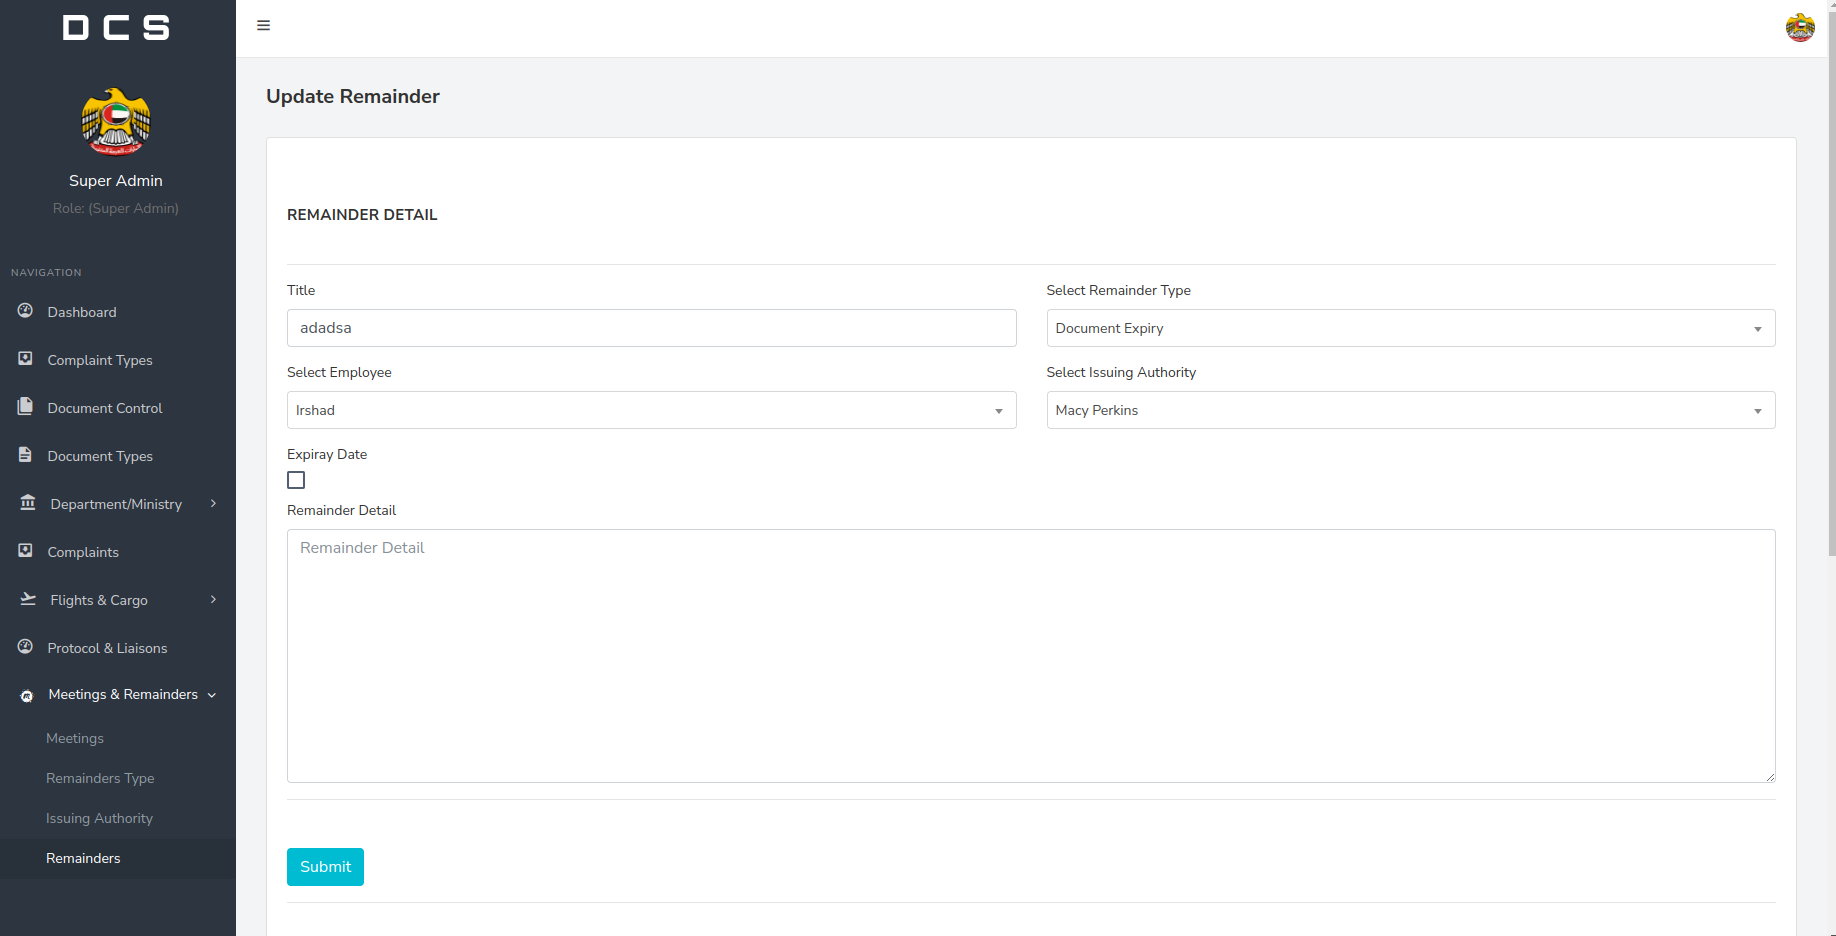 DCS
Super Admin
Role: (Super Admin)
NAVIGATION
Dashboard
Complaint Types
Document Control
Document Types
Department/Ministry
Complaints
Flights & Cargo
Protocol & Liaisons
Meetings & Remainders
Meetings
Remainders Type
Issuing Authority
Remainders
Update Remainder
REMAINDER DETAIL
Title
adadsa
Select Remainder Type
Document Expiry
Select Employee
Irshad
Select Issuing Authority
Macy Perkins
Expiray Date
Remainder Detail
Remainder Detail
Submit